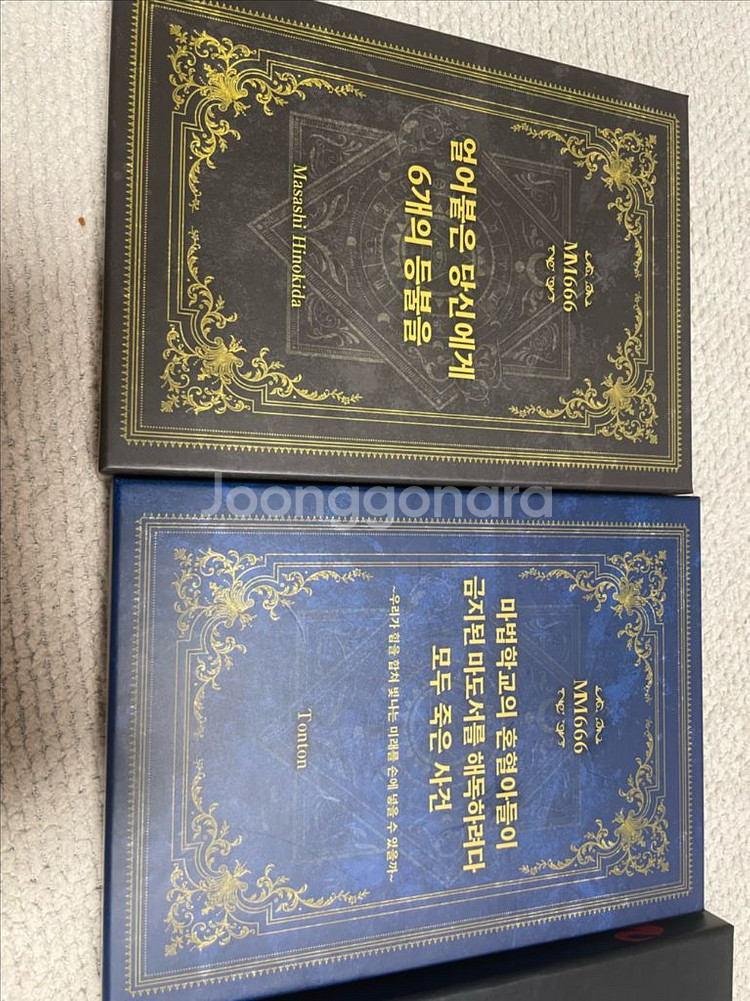 MM666
얼어붙은 당신에게
6개의 등불을
Masashi Hinokida
Joonggonara
MM666
마법학교의 혼혈아들이
금지된 마도서를 해독하려다
모두 죽은 사건
~우리가 힘을 합쳐 빛나는 미래를 손에 넣을 수 있을까~
Tonton